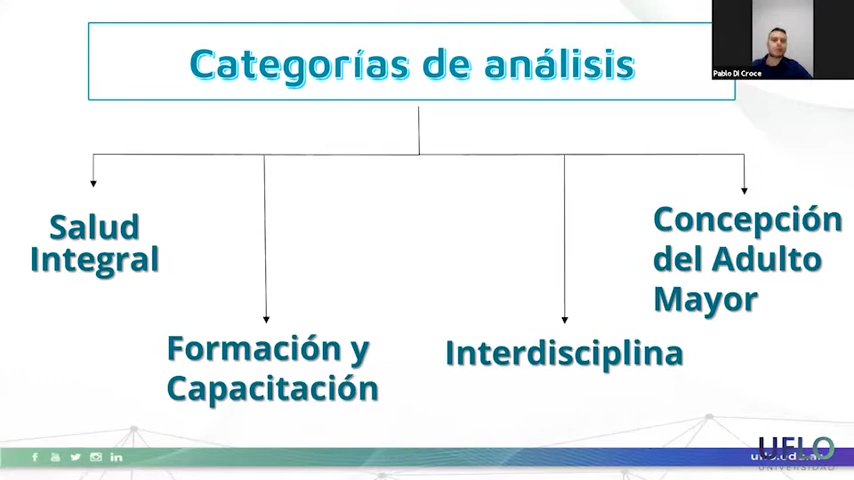 Categorías de análisis
Pablo Di Croce
Salud
Integral
Concepción
del Adulto
Mayor
Formación y
Capacitación
Interdisciplina
UFLO
UNIVERSIDAD